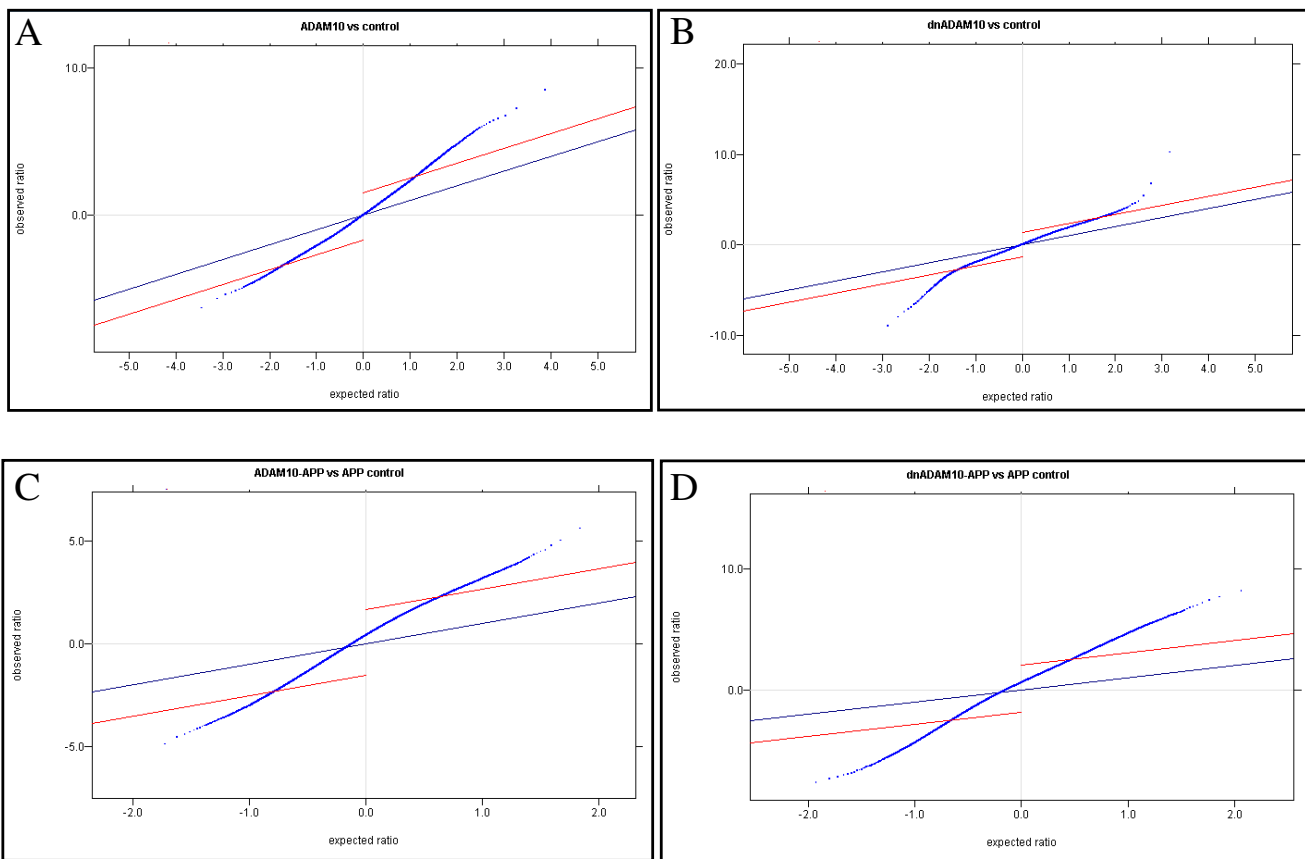 A
ADAM10 vs control
10.0
0.0
observed ratio
-5.0 -4.0 -3.0 -2.0 -1.0 0.0 1.0 2.0 3.0 4.0 5.0
expected ratio
B
dnADAM10 vs control
20.0
10.0
0.0
-10.0
observed ratio
-5.0 -4.0 -3.0 -2.0 -1.0 0.0 1.0 2.0 3.0 4.0 5.0
expected ratio
C
ADAM10-APP vs APP control
5.0
0.0
-5.0
observed ratio
-2.0 -1.0 0.0 1.0 2.0
expected ratio
D
dnADAM10-APP vs APP control
10.0
0.0
observed ratio
-2.0 -1.0 0.0 1.0 2.0
expected ratio